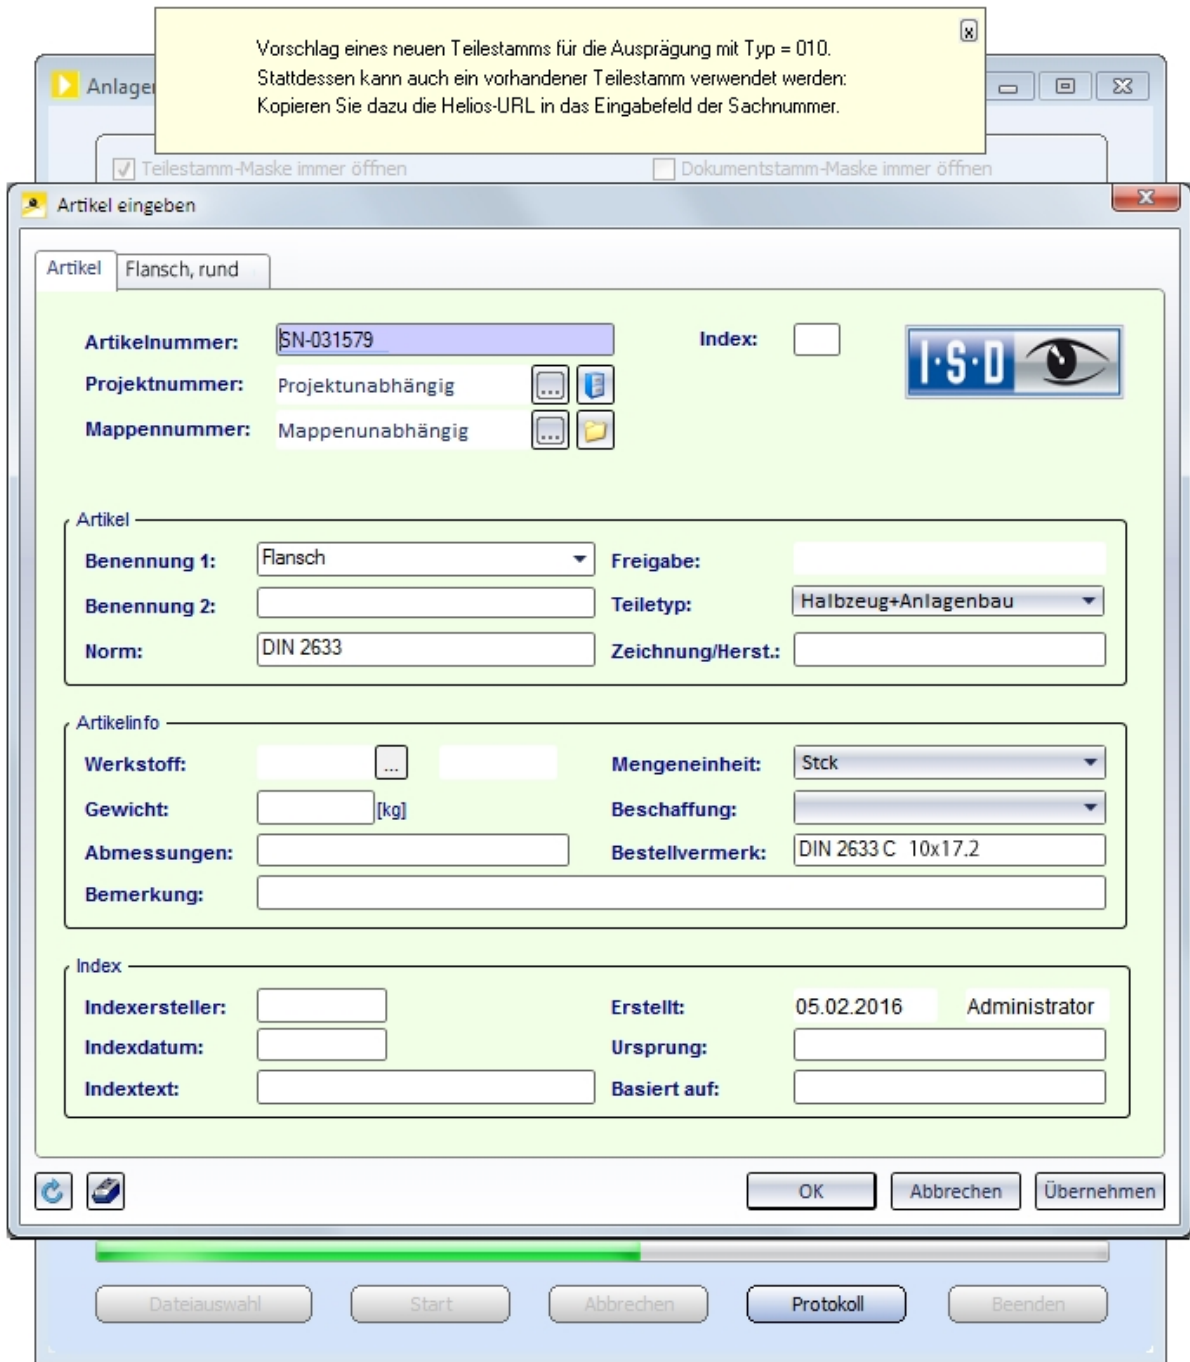 Vorschlag eines neuen Teilestamms für die Ausprägung mit Typ = 010.
Stattdessen kann auch ein vorhandener Teilestamm verwendet werden:
Kopieren Sie dazu die Helios-URL in das Eingabefeld der Sachnummer.
Anlagen
Teilestamm-Maske immer öffnen Dokumentstamm-Maske immer öffnen
Artikel eingeben
Artikel Flansch, rund
Artikelnummer: SN-031579 Index:
I·S·D
Projektnummer: Projektunabhängig ...
Mappennummer: Mappenunabhängig ...
Artikel
Benennung 1: Flansch Freigabe:
Benennung 2: Teiletyp: Halbzeug+Anlagenbau
Norm: DIN 2633 Zeichnung/Herst.:
Artikelinfo
Werkstoff: ... Mengeneinheit: Stck
Gewicht: [kg] Beschaffung:
Abmessungen: Bestellvermerk: DIN 2633 C 10x17.2
Bemerkung:
Index
Indexersteller: Erstellt: 05.02.2016 Administrator
Indexdatum: Ursprung:
Indextext: Basiert auf:
OK Abbrechen Übernehmen
Dateiauswahl Start Abbrechen Protokoll Beenden